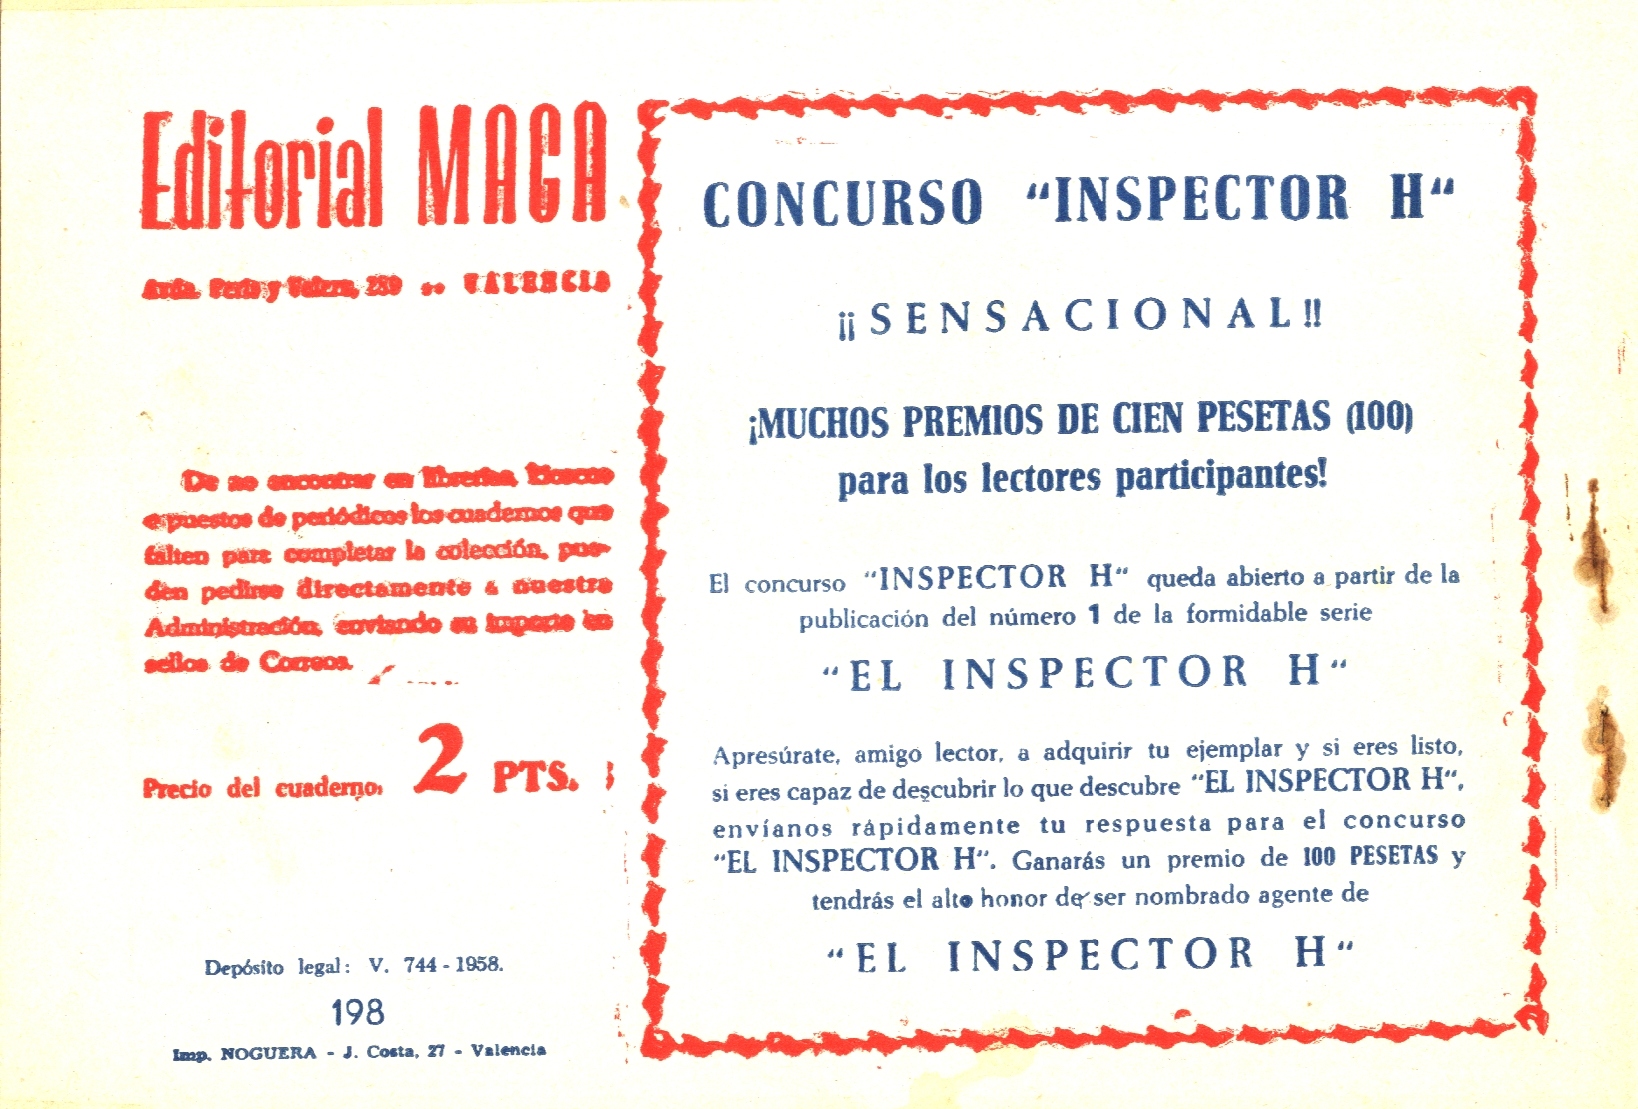 Editorial MAGA
Avda. Peris y Valero, 289 -- VALENCIA
De no encontrar en librerías, kioscos
o puestos de periódicos los cuadernos que
falten para completar la colección, pue-
den pedirse directamente a nuestra
Administración, enviando su importe en
sellos de Correos.
Precio del cuaderno: 2 PTS.
Depósito legal: V. 744 - 1958.
198
Imp. NOGUERA - J. Costa, 27 - Valencia
CONCURSO "INSPECTOR H"
¡¡SENSACIONAL!!
¡MUCHOS PREMIOS DE CIEN PESETAS (100)
para los lectores participantes!
El concurso "INSPECTOR H" queda abierto a partir de la
publicación del número 1 de la formidable serie
"EL INSPECTOR H"
Apresúrate, amigo lector, a adquirir tu ejemplar y si eres listo,
si eres capaz de descubrir lo que descubre "EL INSPECTOR H",
envíanos rápidamente tu respuesta para el concurso
"EL INSPECTOR H". Ganarás un premio de 100 PESETAS y
tendrás el alto honor de ser nombrado agente de
"EL INSPECTOR H"